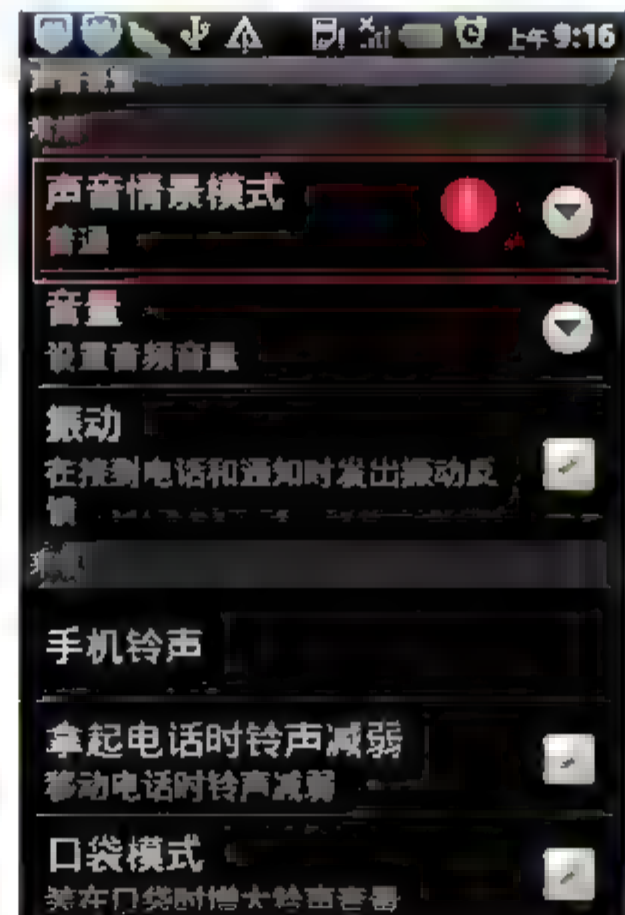 上午9:16
声音情景模式
普通
音量
设置音频音量
振动
在接到电话和通知时发出振动反
馈
手机铃声
拿起电话时铃声减弱
移动电话时铃声减弱
口袋模式
装在口袋时增大铃声音量